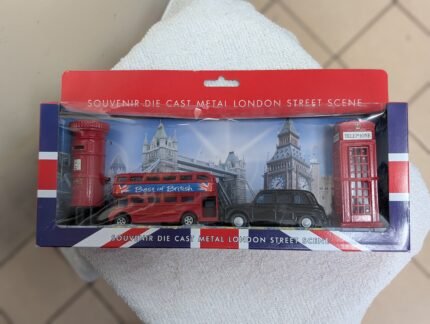 SOUVENIR DIE CAST METAL LONDON STREET SCENE
TELEPHONE
Best of British
SOUVENIR DIE CAST METAL LONDON STREET SCENE